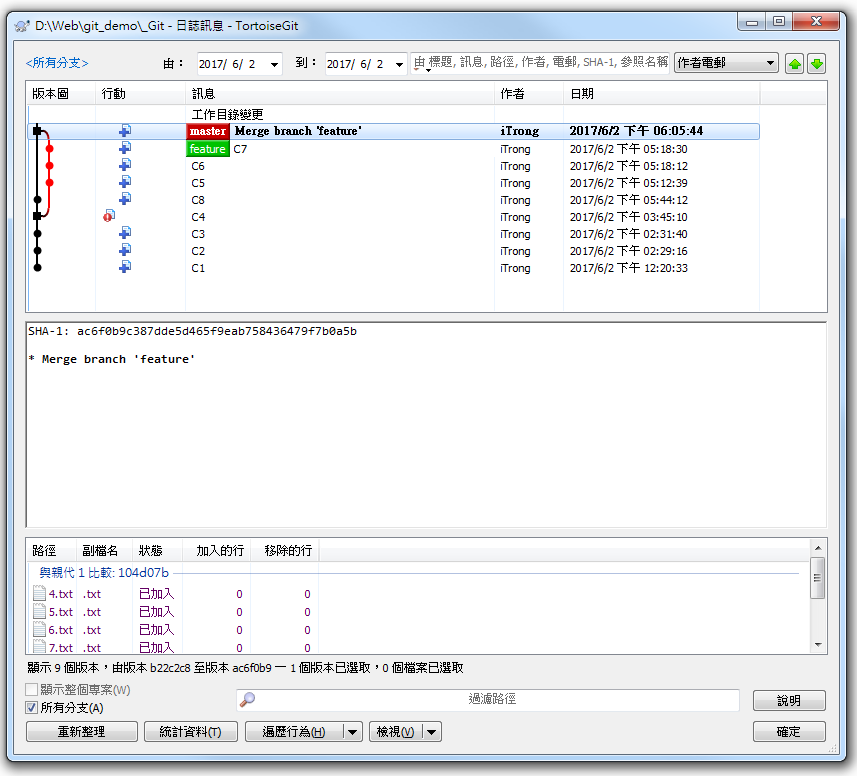 D:\Web\git_demo\_Git - 日誌訊息 - TortoiseGit
<所有分支> 由： 2017/ 6/ 2 到： 2017/ 6/ 2 由 標題, 訊息, 路徑, 作者, 電郵, SHA-1, 參照名稱 作者電郵
版本圖 行動 訊息 作者 日期
工作目錄變更
master Merge branch 'feature' iTrong 2017/6/2 下午 06:05:44
feature C7 iTrong 2017/6/2 下午 05:18:30
C6 iTrong 2017/6/2 下午 05:18:12
C5 iTrong 2017/6/2 下午 05:12:39
C8 iTrong 2017/6/2 下午 05:44:12
C4 iTrong 2017/6/2 下午 03:45:10
C3 iTrong 2017/6/2 下午 02:31:40
C2 iTrong 2017/6/2 下午 02:29:16
C1 iTrong 2017/6/2 下午 12:20:33
SHA-1: ac6f0b9c387dde5d465f9eab758436479f7b0a5b
* Merge branch 'feature'
路徑 副檔名 狀態 加入的行 移除的行
與親代 1 比較: 104d07b
4.txt .txt 已加入 0 0
5.txt .txt 已加入 0 0
6.txt .txt 已加入 0 0
7.txt .txt 已加入 0 0
顯示 9 個版本，由版本 b22c2c8 至版本 ac6f0b9 — 1 個版本已選取，0 個檔案已選取
顯示整個專案(W)
所有分支(A)
過濾路徑
說明
重新整理 統計資料(T) 遍歷行為(H) 檢視(V) 確定